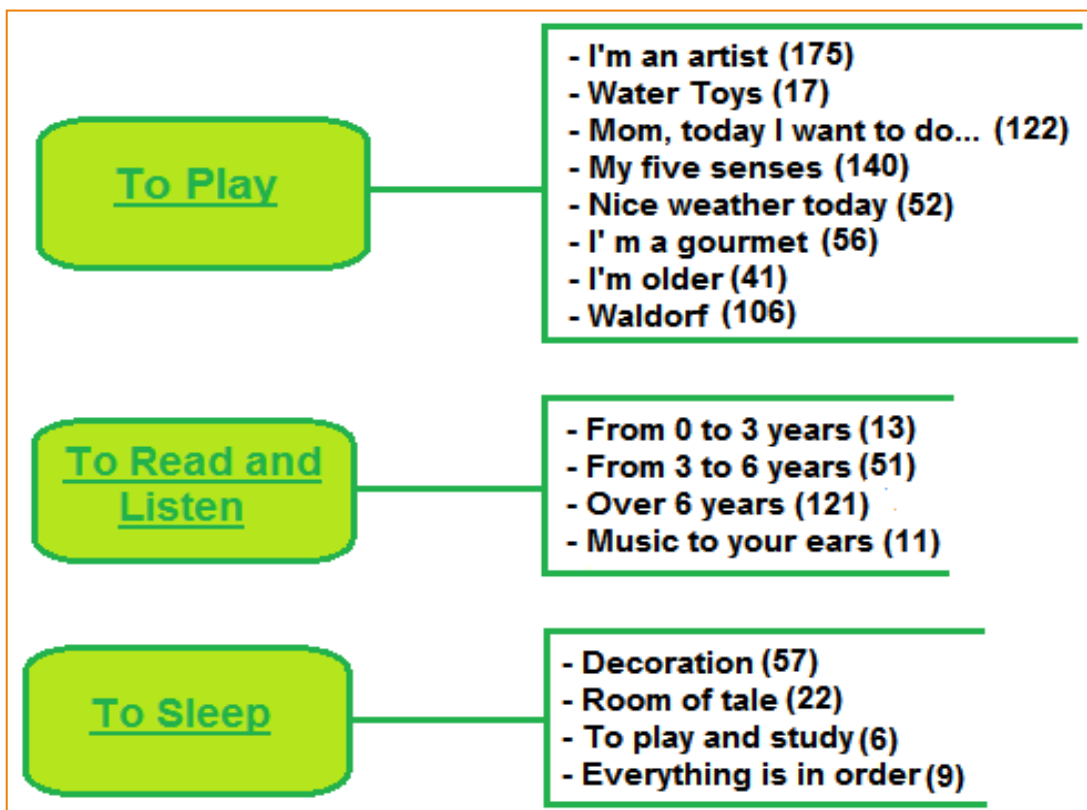 To Play
- I'm an artist (175)
- Water Toys (17)
- Mom, today I want to do... (122)
- My five senses (140)
- Nice weather today (52)
- I' m a gourmet (56)
- I'm older (41)
- Waldorf (106)
To Read and
Listen
- From 0 to 3 years (13)
- From 3 to 6 years (51)
- Over 6 years (121)
- Music to your ears (11)
To Sleep
- Decoration (57)
- Room of tale (22)
- To play and study (6)
- Everything is in order (9)